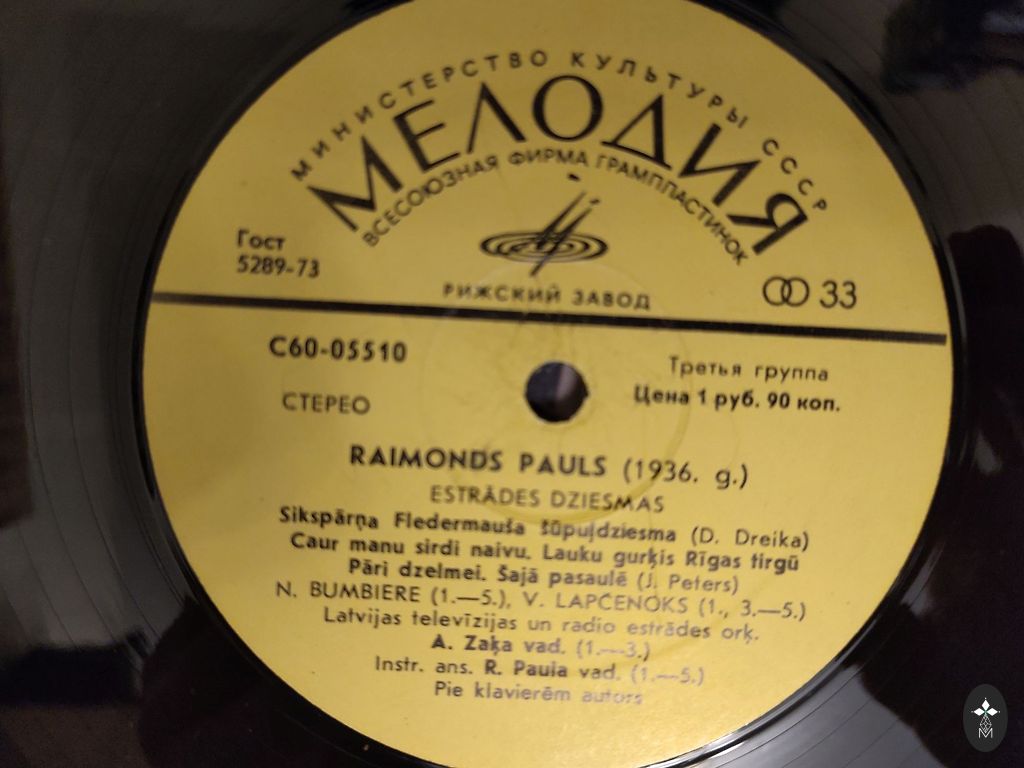 МИНИСТЕРСТВО КУЛЬТУРЫ СССР
МЕЛОДИЯ
ВСЕСОЮЗНАЯ ФИРМА ГРАМПЛАСТИНОК
Гост
5289-73
РИЖСКИЙ ЗАВОД
33
С60-05510
СТЕРЕО
Третья группа
Цена 1 руб. 90 коп.
RAIMONDS PAULS (1936. g.)
ESTRĀDES DZIESMAS
Sikspārņa Fledermauša šūpuļdziesma (D. Dreika)
Caur manu sirdi naivu. Lauku gurķis Rīgas tirgū
Pāri dzelmei. Šajā pasaulē (J. Peters)
N. BUMBIERE (1.—5.), V. LAPČENOKS (1., 3.—5.)
Latvijas televīzijas un radio estrādes orķ.
A. Zaķa vad. (1.—3.)
Instr. ans. R. Paula vad. (1.—5.)
Pie klavierēm autors